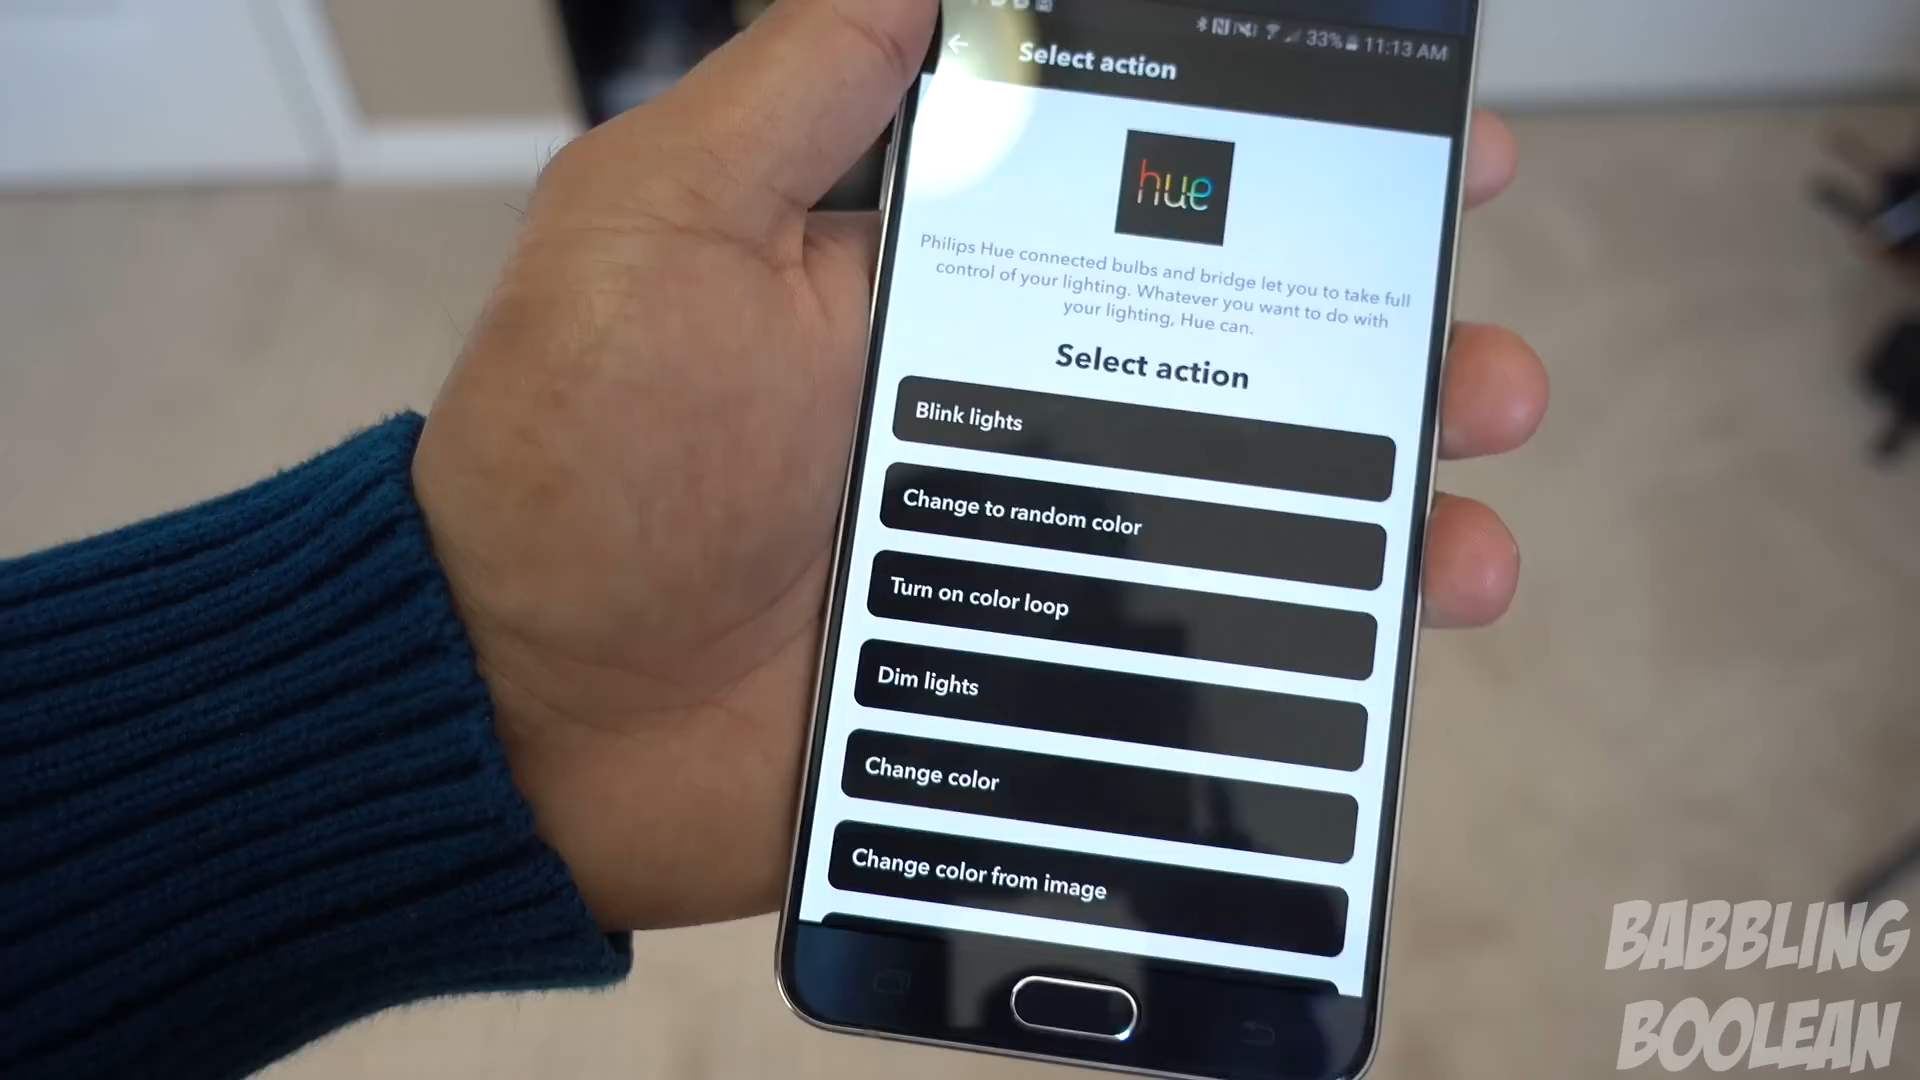 33% 11:13 AM
Select action
hue
Philips Hue connected bulbs and bridge let you to take full
control of your lighting. Whatever you want to do with
your lighting, Hue can.
Select action
Blink lights
Change to random color
Turn on color loop
Dim lights
Change color
Change color from image
BABBLING
BOOLEAN